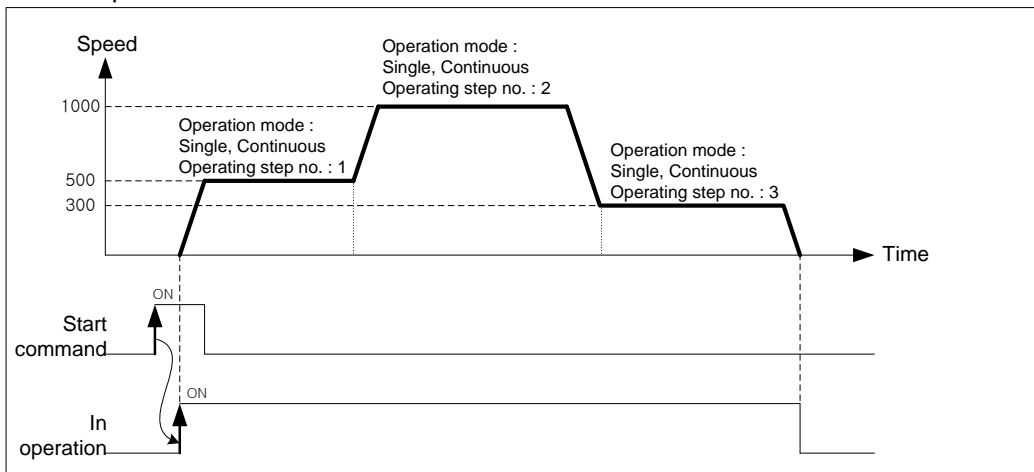 Speed
Operation mode :
Single, Continuous
Operating step no. : 2
1000
Operation mode :
Single, Continuous
Operating step no. : 1
Operation mode :
Single, Continuous
Operating step no. : 3
500
300
Time
ON
Start
command
ON
In
operation